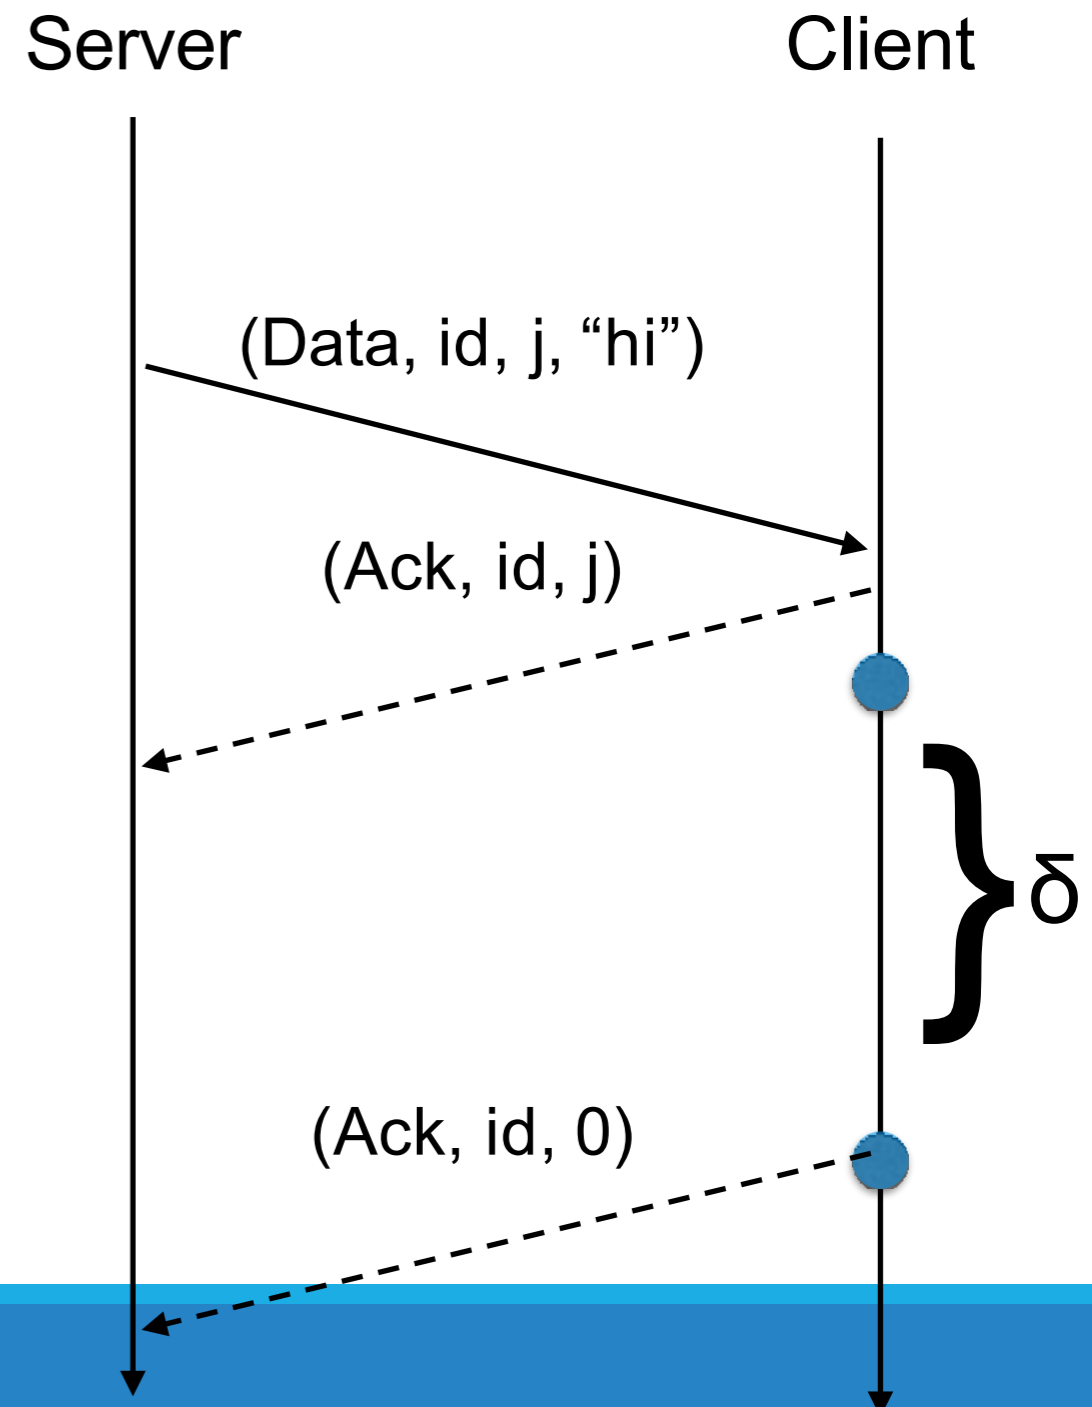 Server
Client
(Data, id, j, “hi”)
(Ack, id, j)
}δ
(Ack, id, 0)